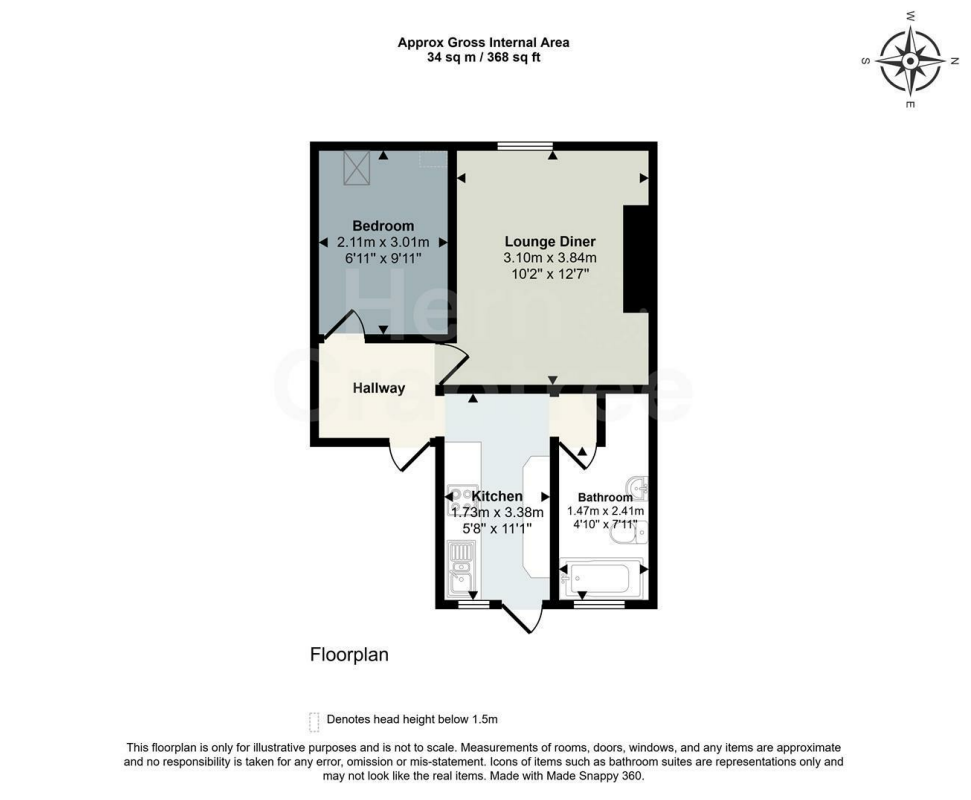 Approx Gross Internal Area
34 sq m / 368 sq ft
W
S
N
E
Bedroom
2.11m x 3.01m
6'11" x 9'11"
Lounge Diner
3.10m x 3.84m
10'2" x 12'7"
Hern
Crabtree
Hallway
Kitchen
1.73m x 3.38m
5'8" x 11'1"
Bathroom
1.47m x 2.41m
4'10" x 7'11"
Floorplan
Denotes head height below 1.5m
This floorplan is only for illustrative purposes and is not to scale. Measurements of rooms, doors, windows, and any items are approximate
and no responsibility is taken for any error, omission or mis-statement. Icons of items such as bathroom suites are representations only and
may not look like the real items. Made with Made Snappy 360.